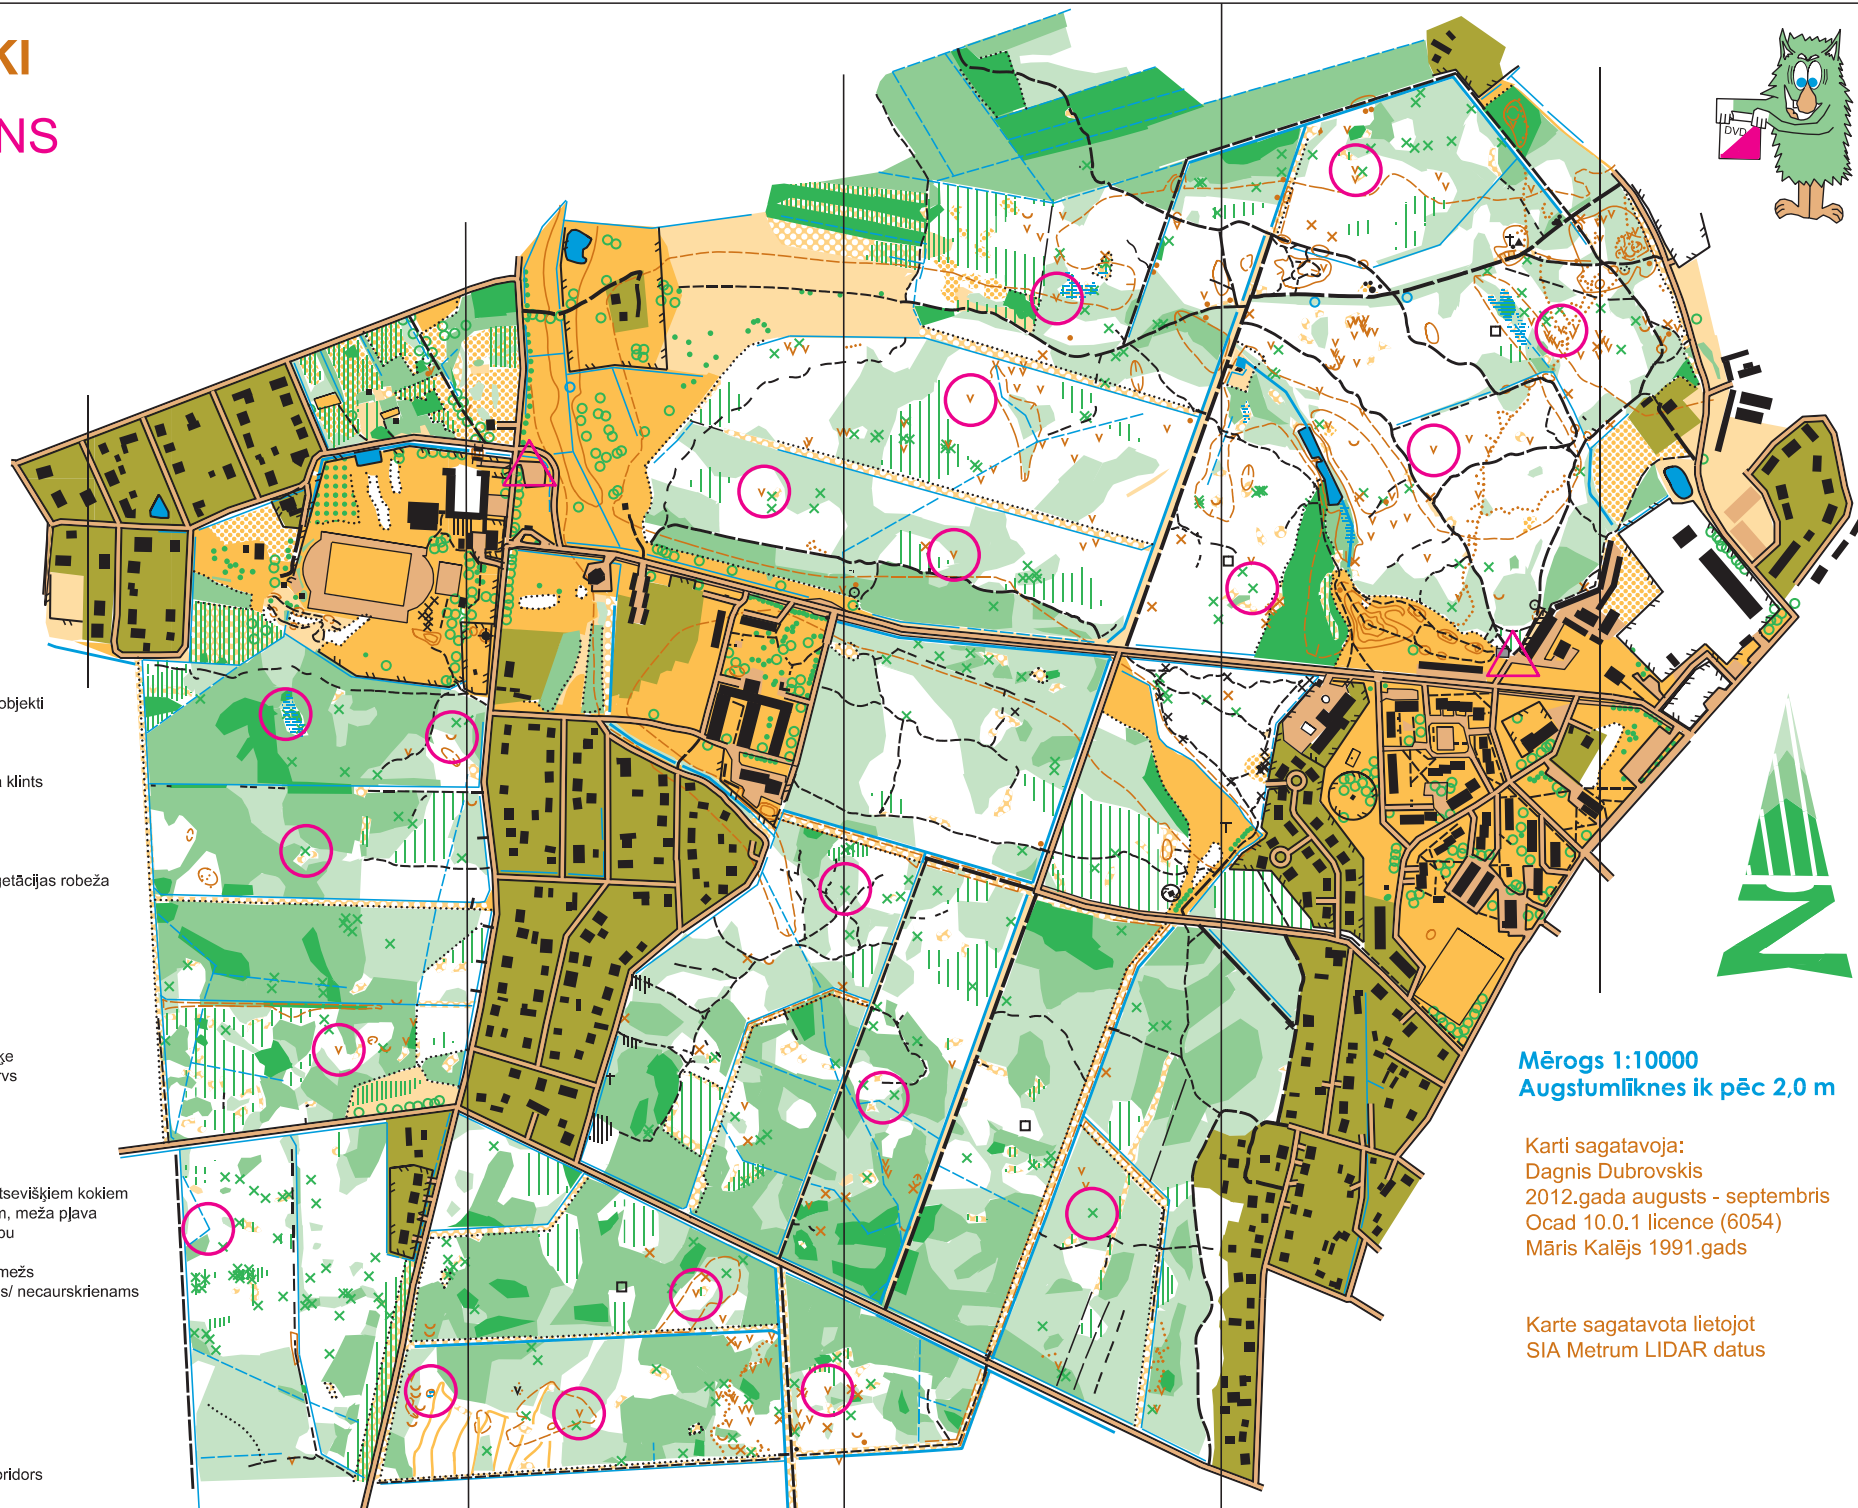 KI
NS
DVD
objekti
a klints
getācijas robeža
ķe
rvs
tsevišķiem kokiem
m, meža pļava
pu
mežs
s/ necaurskrienams
oridors
Mērogs 1:10000
Augstumlīknes ik pēc 2,0 m
Karti sagatavoja:
Dagnis Dubrovskis
2012.gada augusts - septembris
Ocad 10.0.1 licence (6054)
Māris Kalējs 1991.gads
Karte sagatavota lietojot
SIA Metrum LIDAR datus